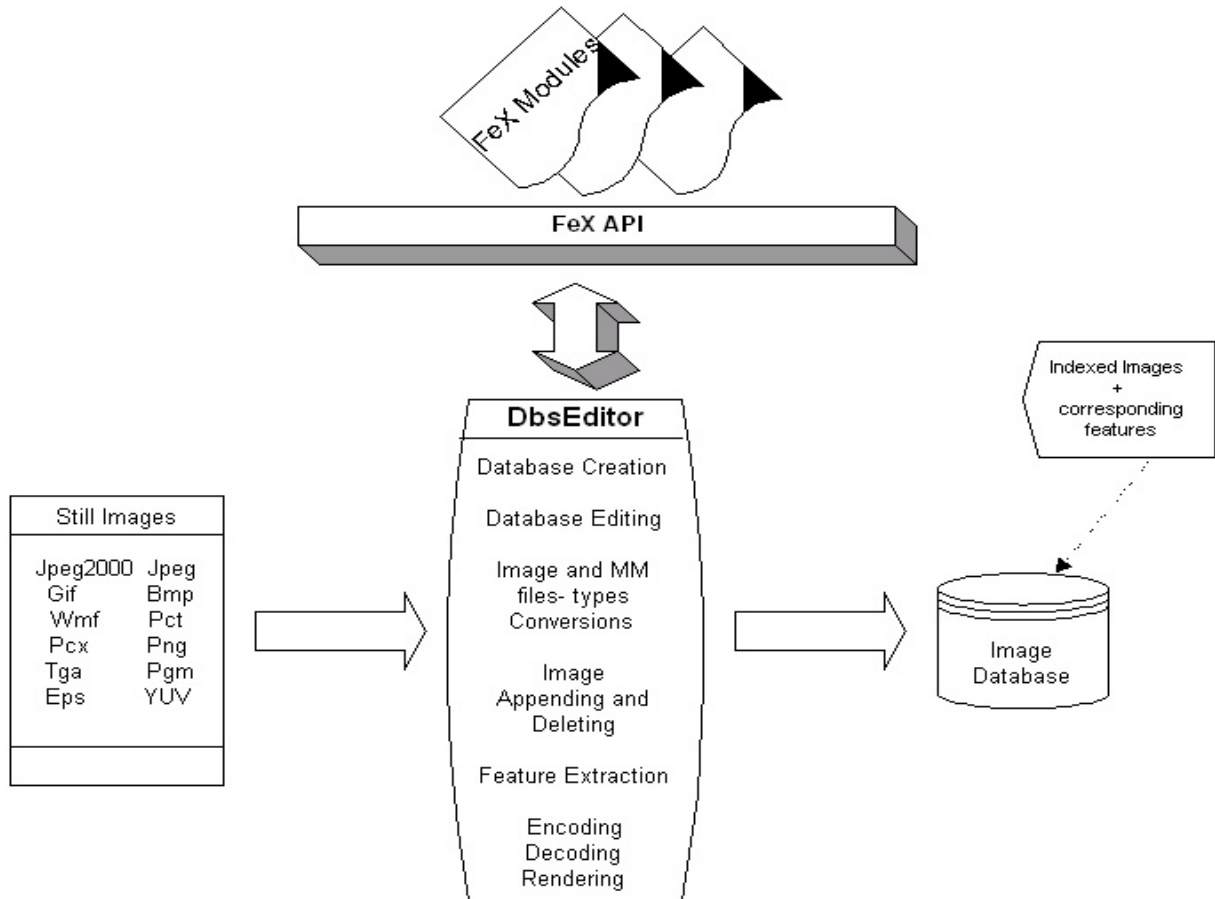 FeX Modules
FeX API
DbsEditor
Database Creation
Database Editing
Image and MM
files- types
Conversions
Image
Appending and
Deleting
Feature Extraction
Encoding
Decoding
Rendering
Still Images
Jpeg2000 Jpeg
Gif Bmp
Wmf Pct
Pcx Png
Tga Pgm
Eps YUV
Indexed Images
+
corresponding
features
Image
Database